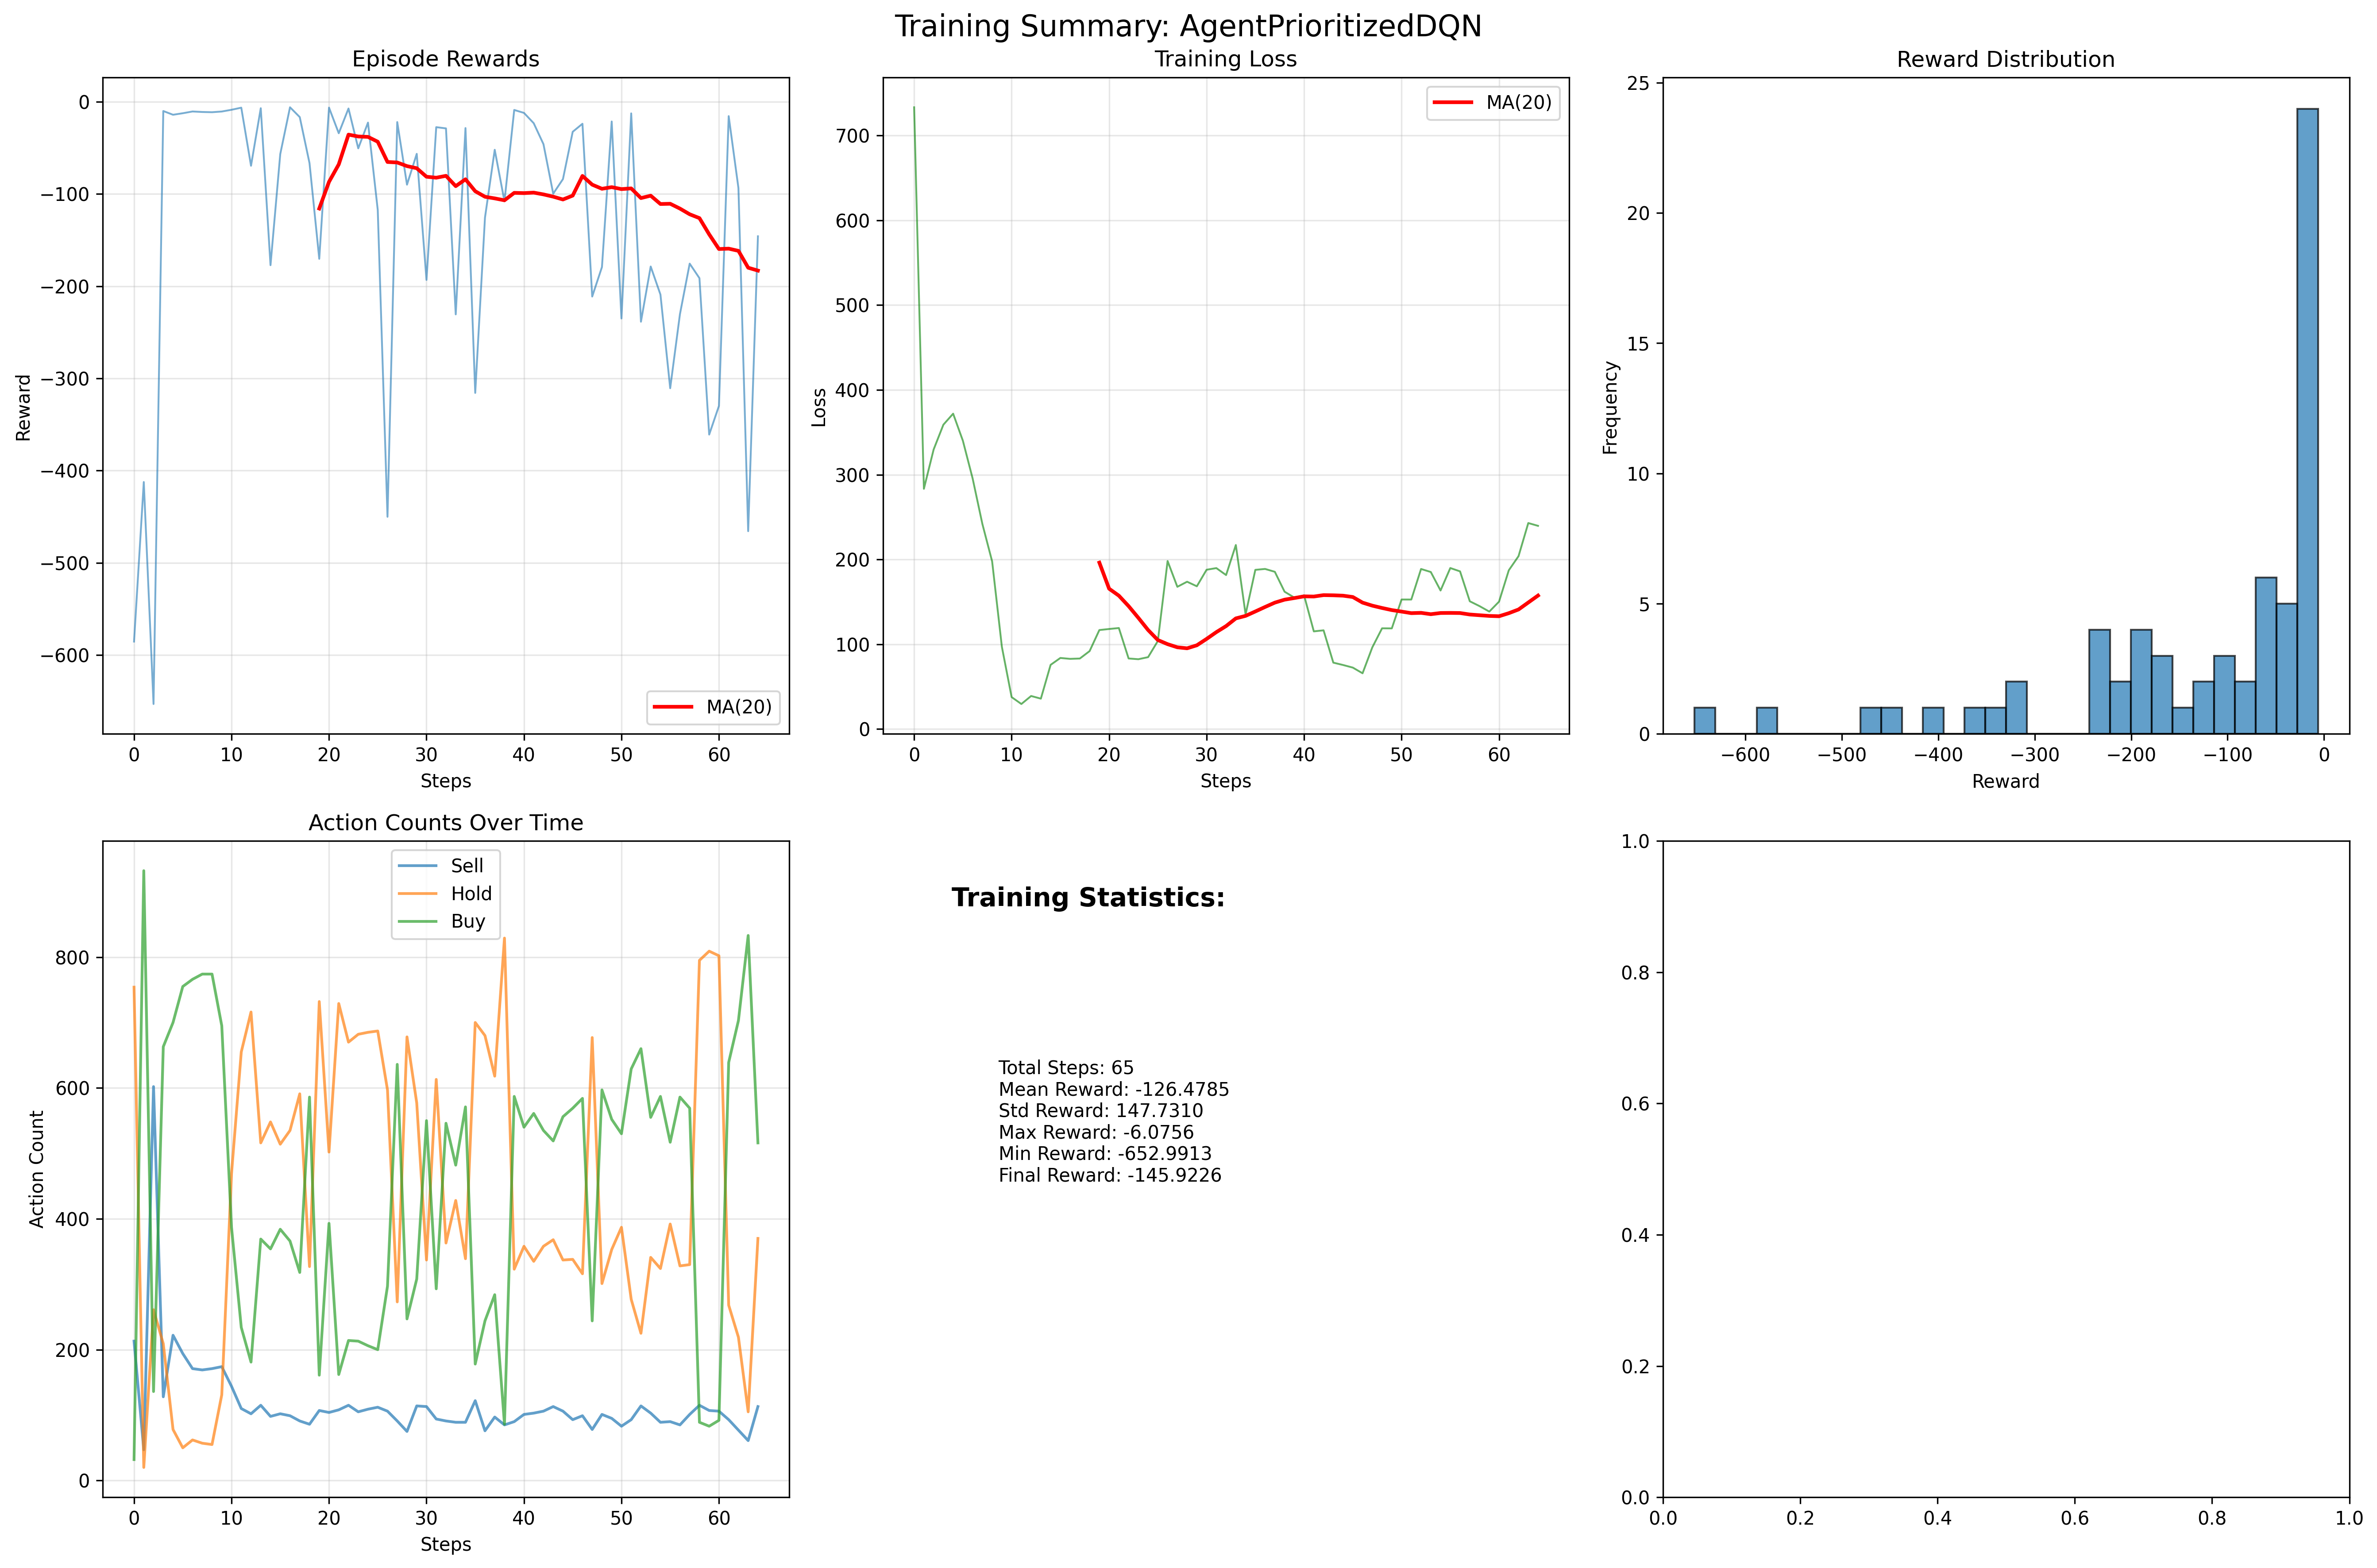 Training Summary: AgentPrioritizedDQN
Episode Rewards
0
−100
−200
−300
−400
−500
−600
Reward
MA(20)
0 10 20 30 40 50 60
Steps
Training Loss
700
600
500
400
300
200
100
0
Loss
MA(20)
0 10 20 30 40 50 60
Steps
Reward Distribution
25
20
15
10
5
0
Frequency
−600 −500 −400 −300 −200 −100 0
Reward
Action Counts Over Time
Sell
Hold
Buy
800
600
400
200
0
Action Count
0 10 20 30 40 50 60
Steps
Training Statistics:
Total Steps: 65
Mean Reward: -126.4785
Std Reward: 147.7310
Max Reward: -6.0756
Min Reward: -652.9913
Final Reward: -145.9226
1.0
0.8
0.6
0.4
0.2
0.0
0.0 0.2 0.4 0.6 0.8 1.0